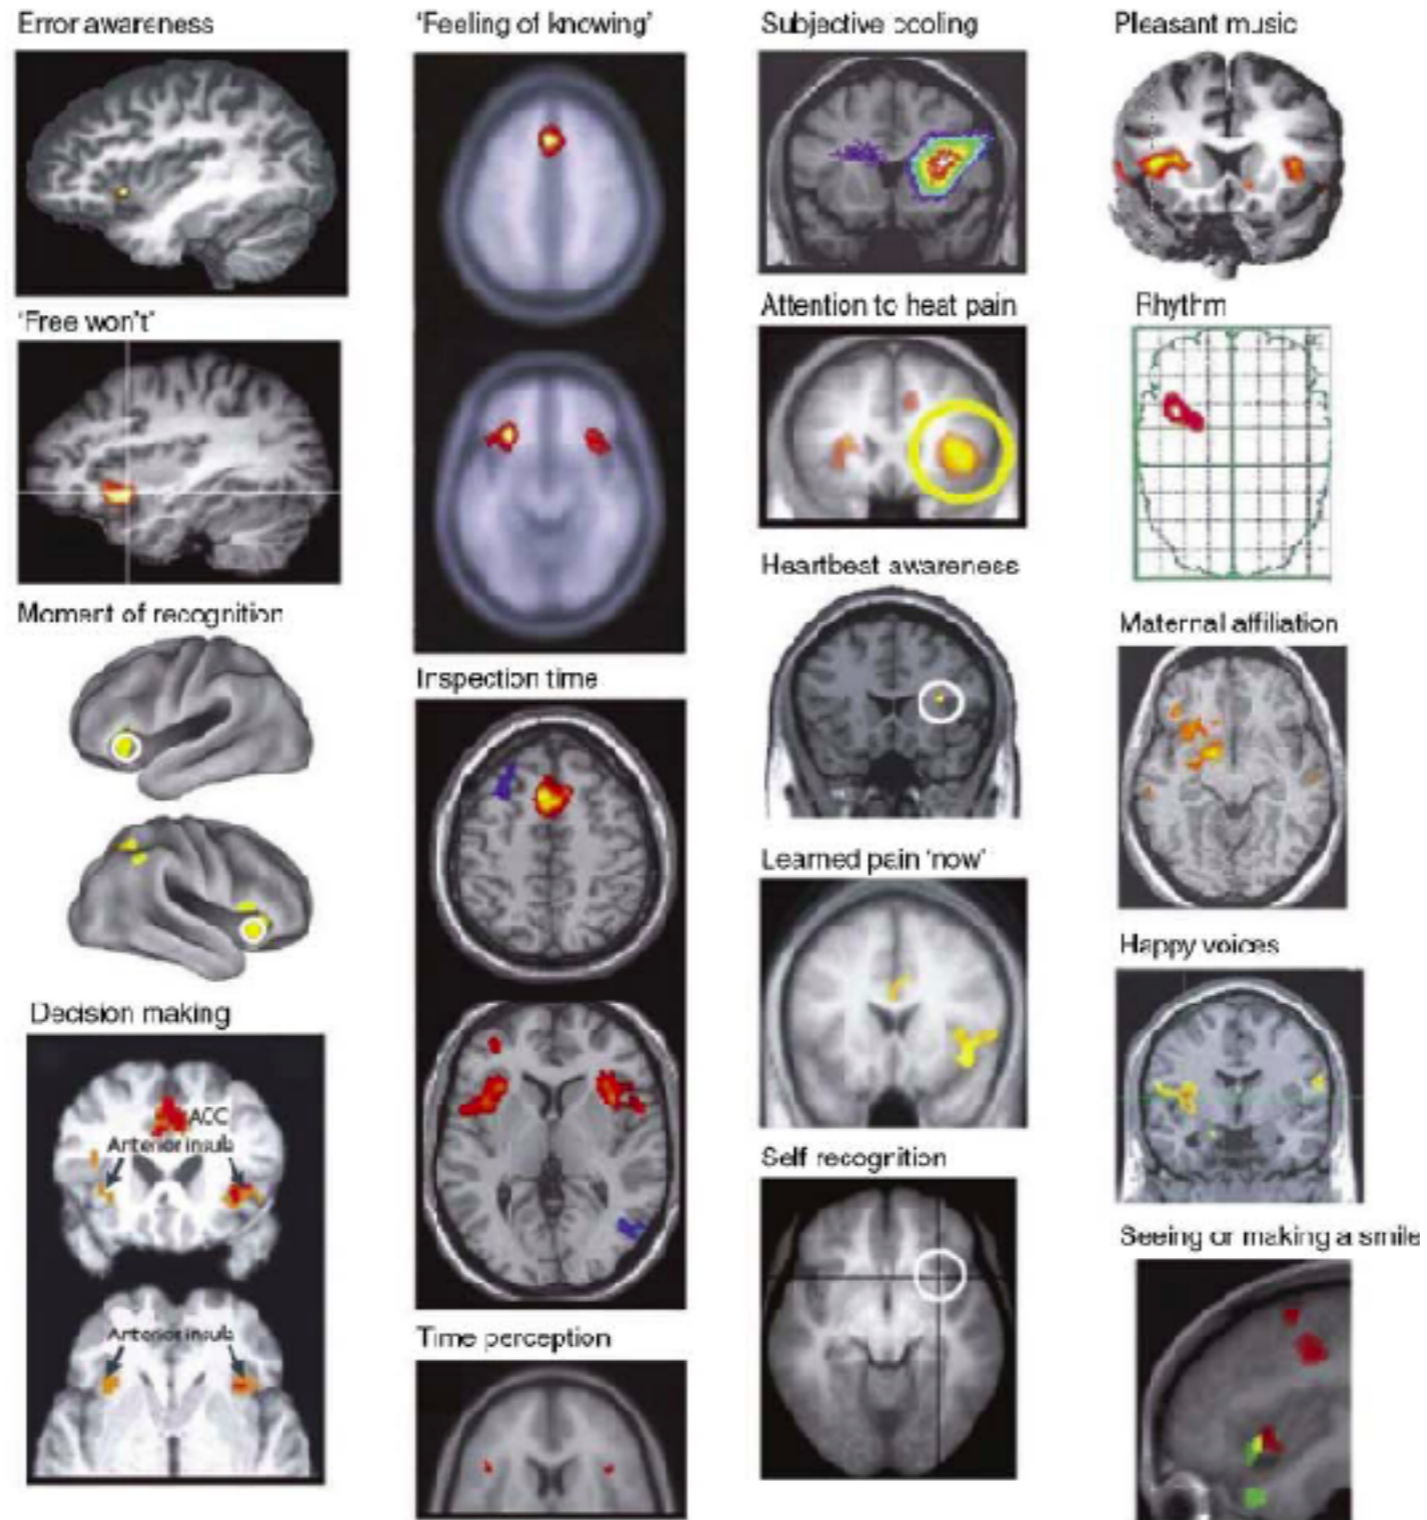 Error awareness
'Free won't'
Moment of recognition
Decision making
ACC
Anterior insula
Anterior insula
'Feeling of knowing'
Inspection time
Time perception
Subjective cooling
Attention to heat pain
Heartbeat awareness
Learned pain 'now'
Self recognition
Pleasant music
Rhythm
Maternal affiliation
Happy voices
Seeing or making a smile